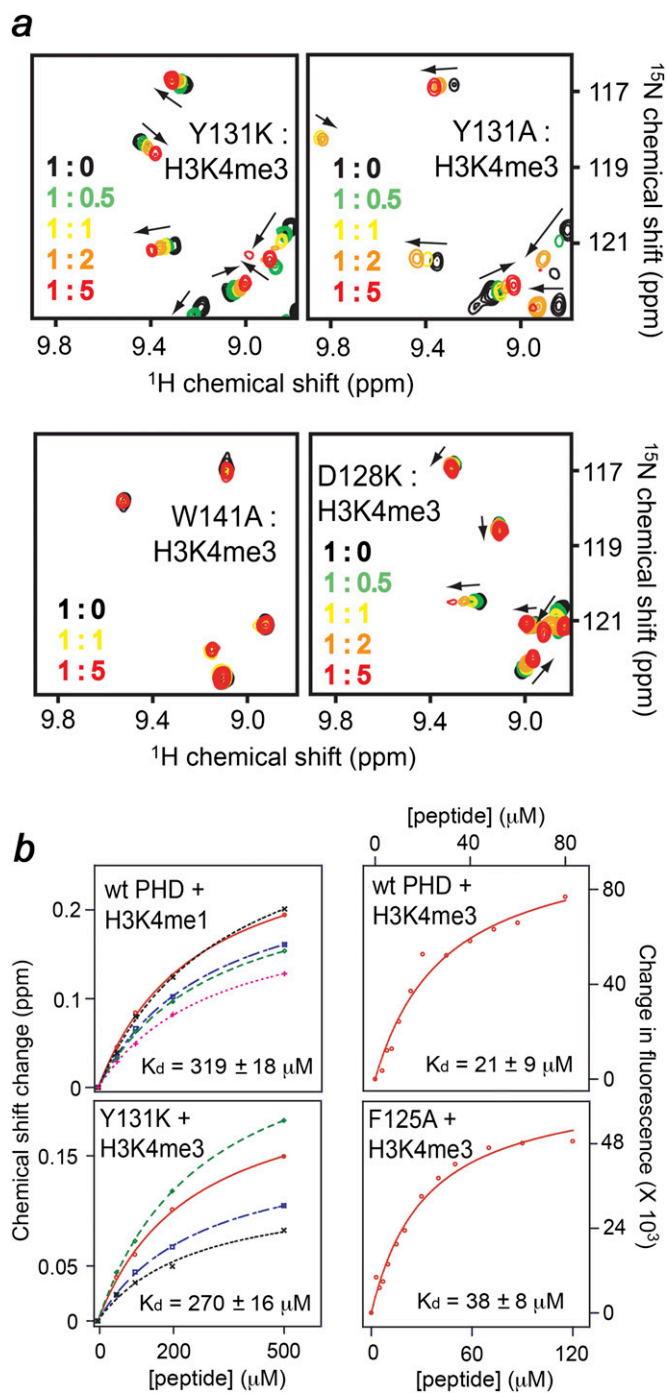 a
Y131K :
H3K4me3
1:0
1:0.5
1:1
1:2
1:5
Y131A :
H3K4me3
1:0
1:0.5
1:1
1:2
1:5
117
119
121
¹⁵N chemical shift (ppm)
9.8 9.4 9.0 9.8 9.4 9.0
¹H chemical shift (ppm)
W141A :
H3K4me3
1:0
1:1
1:5
D128K :
H3K4me3
1:0
1:0.5
1:1
1:2
1:5
117
119
121
¹⁵N chemical shift (ppm)
9.8 9.4 9.0 9.8 9.4 9.0
¹H chemical shift (ppm)
b
[peptide] (μM)
0 40 80
wt PHD +
H3K4me1
Kd = 319 ± 18 μM
0.2
0.1
0
wt PHD +
H3K4me3
Kd = 21 ± 9 μM
80
40
0
Y131K +
H3K4me3
Kd = 270 ± 16 μM
0.15
0.05
0
F125A +
H3K4me3
Kd = 38 ± 8 μM
48
24
0
Chemical shift change (ppm)
Change in fluorescence
(X 10³)
0 200 500
[peptide] (μM)
0 60 120
[peptide] (μM)